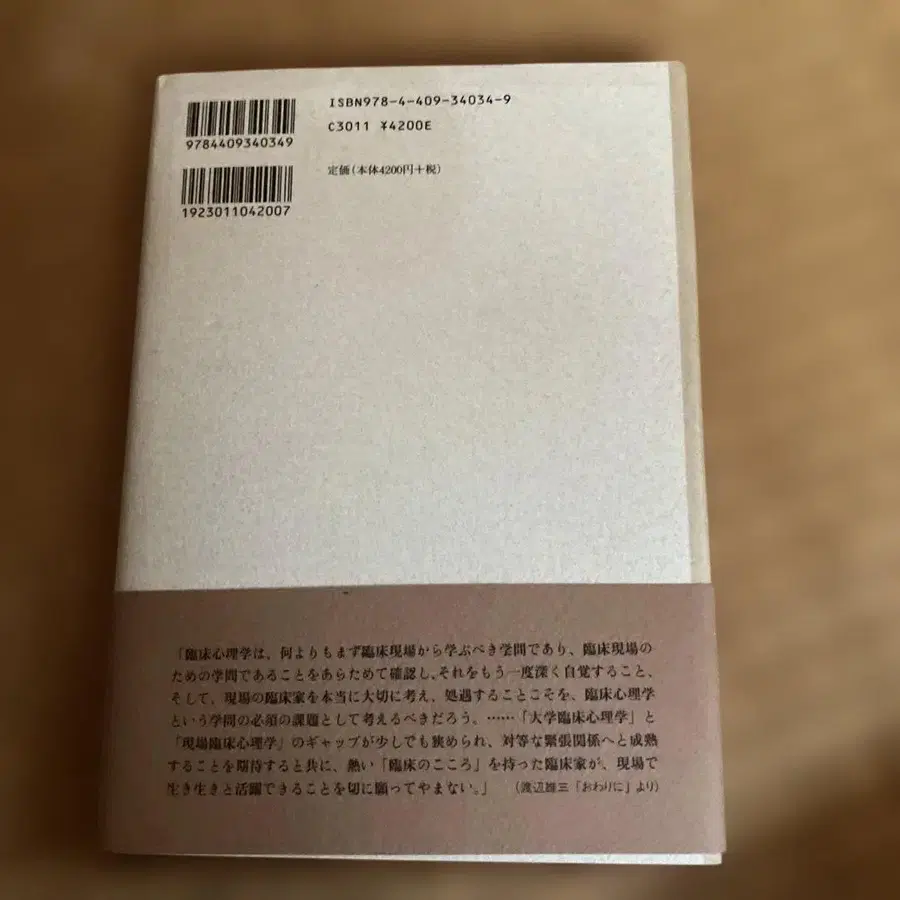 ISBN978-4-409-34034-9
C3011 ¥4200E
9784409340349
定価(本体4200円+税)
1923011042007
「臨床心理学は、何よりもまず臨床現場から学ぶべき学問であり、臨床現場の
ための学問であることをあらためて確認し、それをもう一度深く自覚すること、
そして、現場の臨床家を本当に大切に考え、処遇することこそを、臨床心理学
という学問の必須の課題として考えるべきだろう。……「大学臨床心理学」と
「現場臨床心理学」のギャップが少しでも狭められ、対等な緊張関係へと成熟
することを期待すると共に、熱い「臨床のこころ」を持った臨床家が、現場で
生き生きと活躍できることを切に願ってやまない。」 (渡辺雄三「おわりに」より)